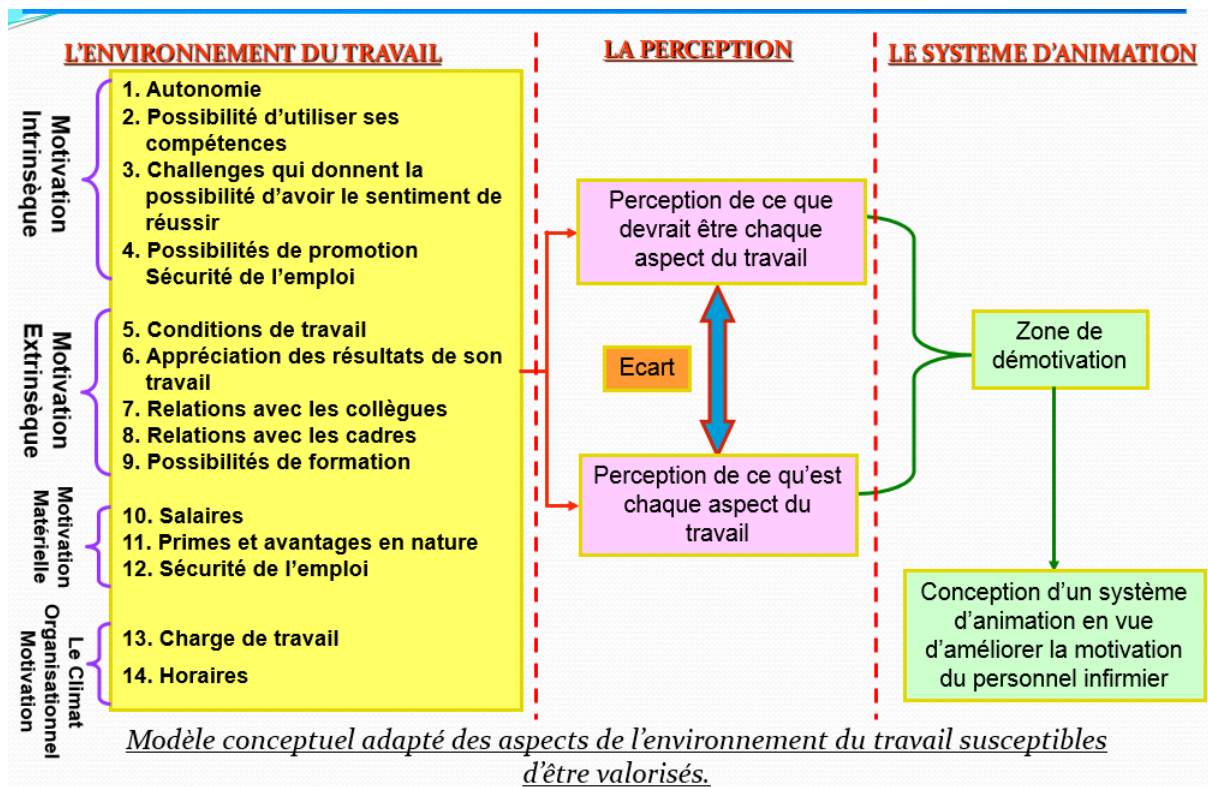 L'ENVIRONNEMENT DU TRAVAIL
Motivation
Intrinsèque
1. Autonomie
2. Possibilité d'utiliser ses
compétences
3. Challenges qui donnent la
possibilité d'avoir le sentiment de
réussir
4. Possibilités de promotion
Sécurité de l'emploi
Motivation
Extrinsèque
5. Conditions de travail
6. Appréciation des résultats de son
travail
7. Relations avec les collègues
8. Relations avec les cadres
9. Possibilités de formation
Motivation
Matérielle
10. Salaires
11. Primes et avantages en nature
12. Sécurité de l'emploi
Le Climat
Organisationnel
Motivation
13. Charge de travail
14. Horaires
LA PERCEPTION
Perception de ce que
devrait être chaque
aspect du travail
Ecart
Perception de ce qu'est
chaque aspect du
travail
LE SYSTEME D'ANIMATION
Zone de
démotivation
Conception d'un système
d'animation en vue
d'améliorer la motivation
du personnel infirmier
Modèle conceptuel adapté des aspects de l'environnement du travail susceptibles
d'être valorisés.